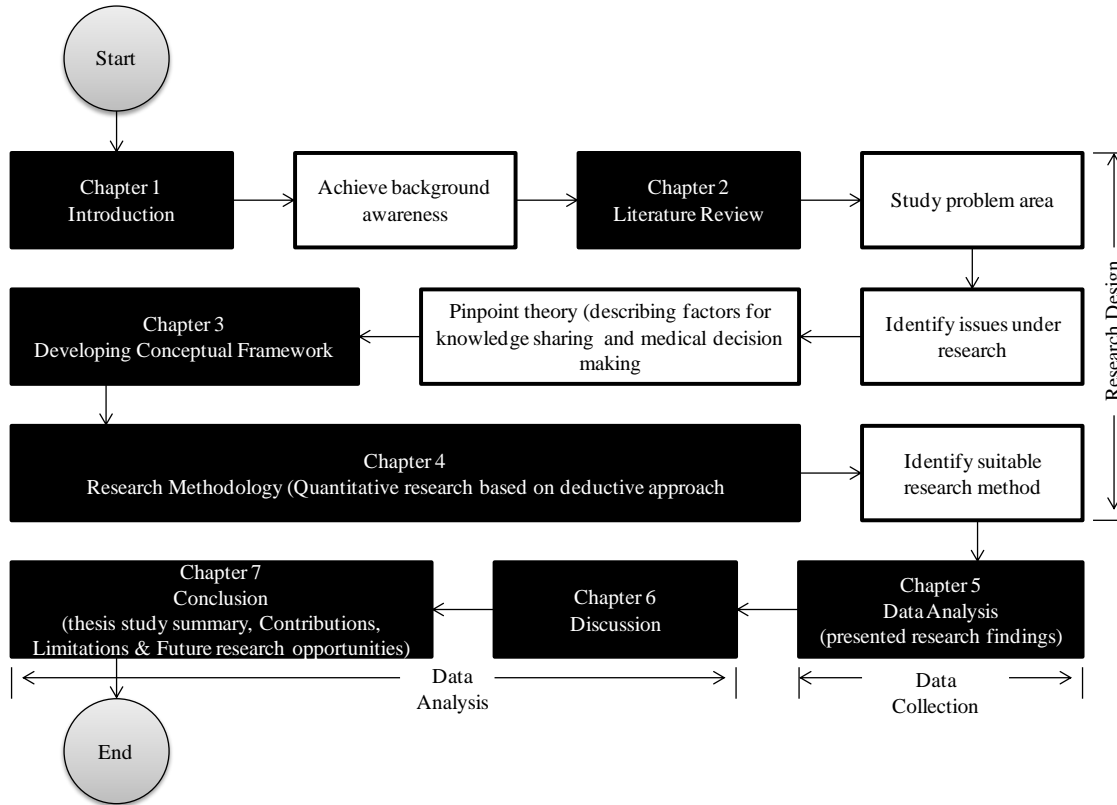 Start
Chapter 1
Introduction
Achieve background
awareness
Chapter 2
Literature Review
Study problem area
Research Design
Identify issues under
research
Pinpoint theory (describing factors for
knowledge sharing and medical decision
making
Chapter 3
Developing Conceptual Framework
Chapter 4
Research Methodology (Quantitative research based on deductive approach
Identify suitable
research method
Chapter 5
Data Analysis
(presented research findings)
Chapter 6
Discussion
Chapter 7
Conclusion
(thesis study summary, Contributions,
Limitations & Future research opportunities)
Data
Analysis
Data
Collection
End